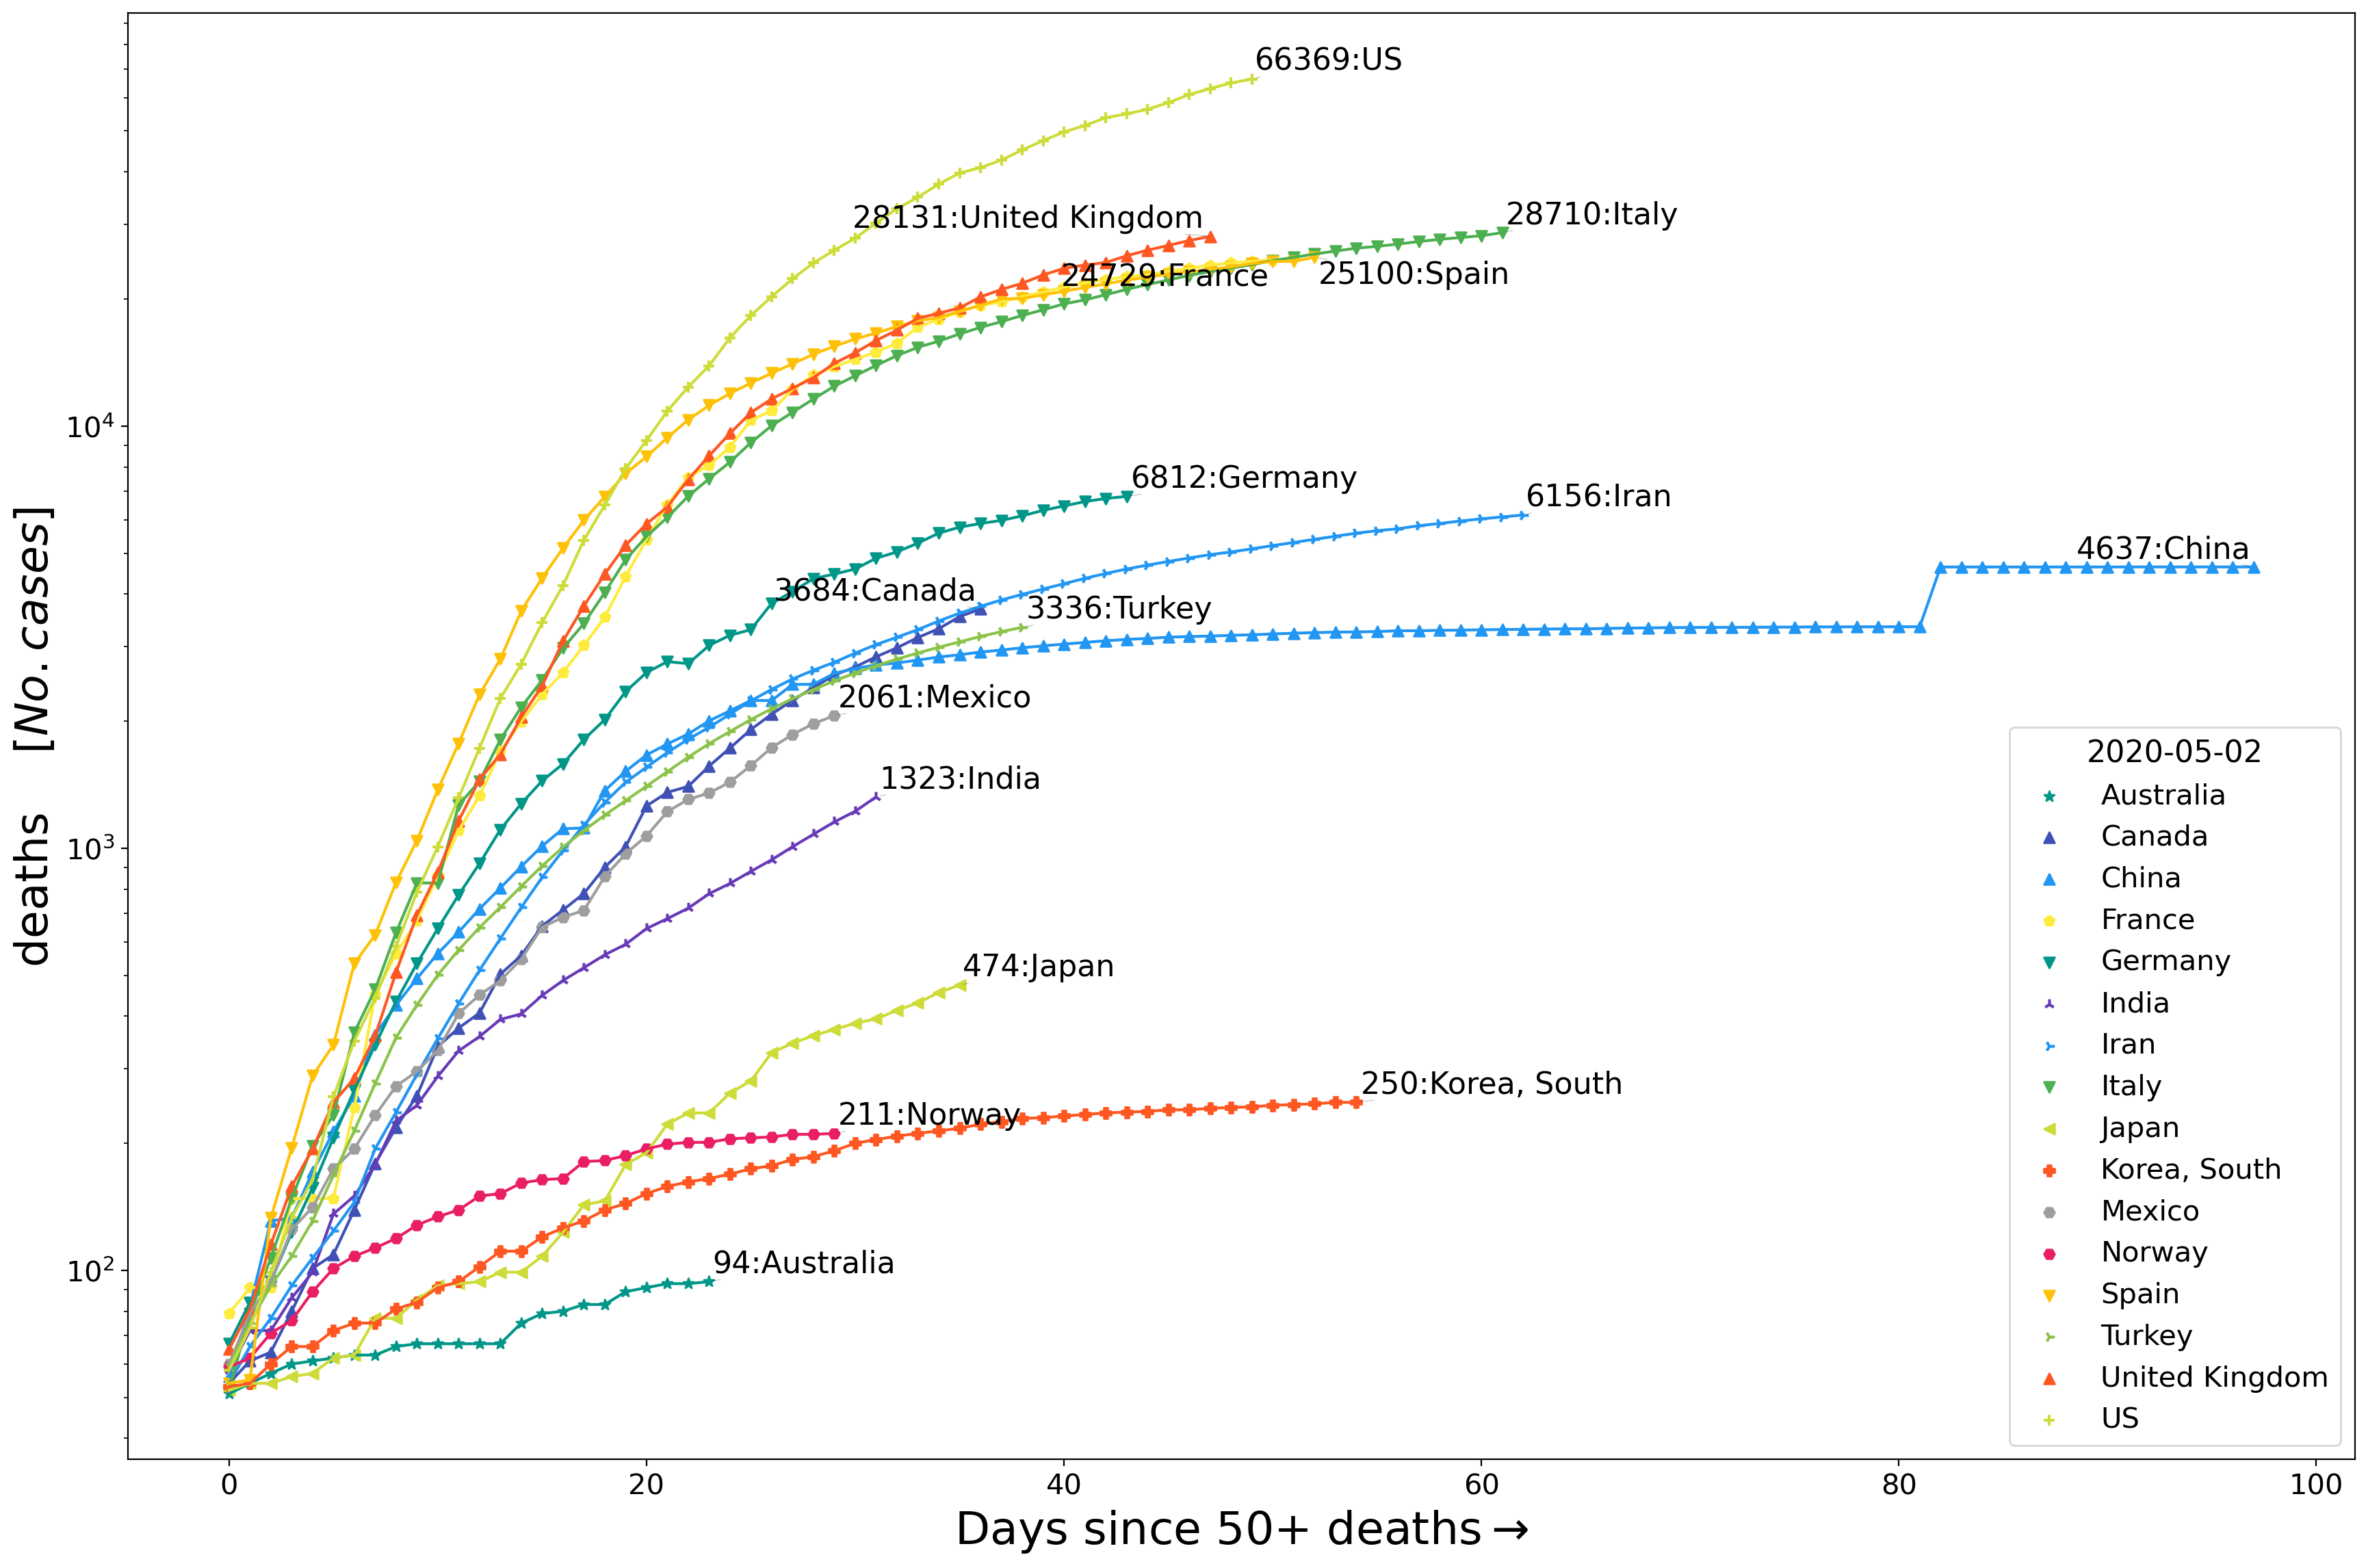 66369:US
28131:United Kingdom
28710:Italy
24729:France
25100:Spain
6812:Germany
6156:Iran
4637:China
3684:Canada
3336:Turkey
2061:Mexico
1323:India
474:Japan
250:Korea, South
211:Norway
94:Australia
10^4
10^3
10^2
deaths [No. cases]
0 20 40 60 80 100
Days since 50+ deaths→
2020-05-02
Australia
Canada
China
France
Germany
India
Iran
Italy
Japan
Korea, South
Mexico
Norway
Spain
Turkey
United Kingdom
US